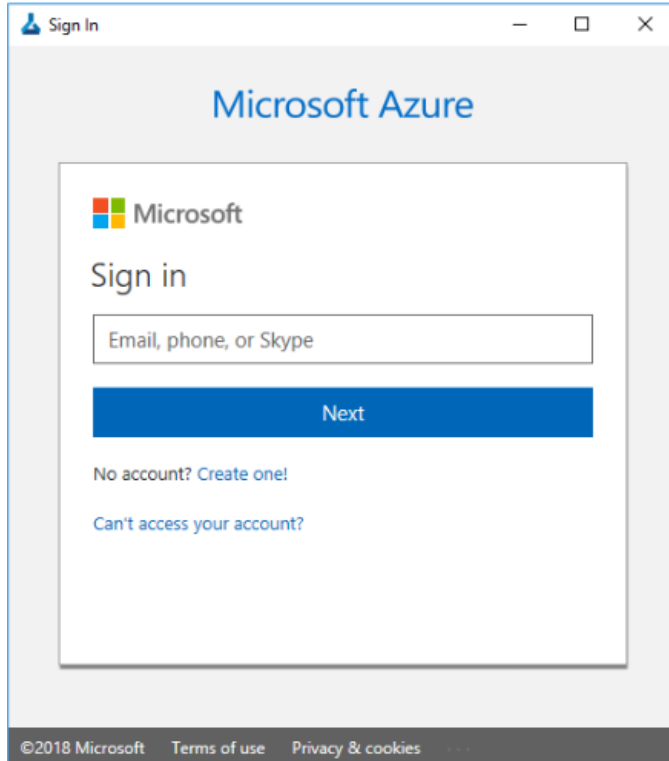 Sign In
Microsoft Azure
Microsoft
Sign in
Email, phone, or Skype
Next
No account? Create one!
Can't access your account?
©2018 Microsoft Terms of use Privacy & cookies ...